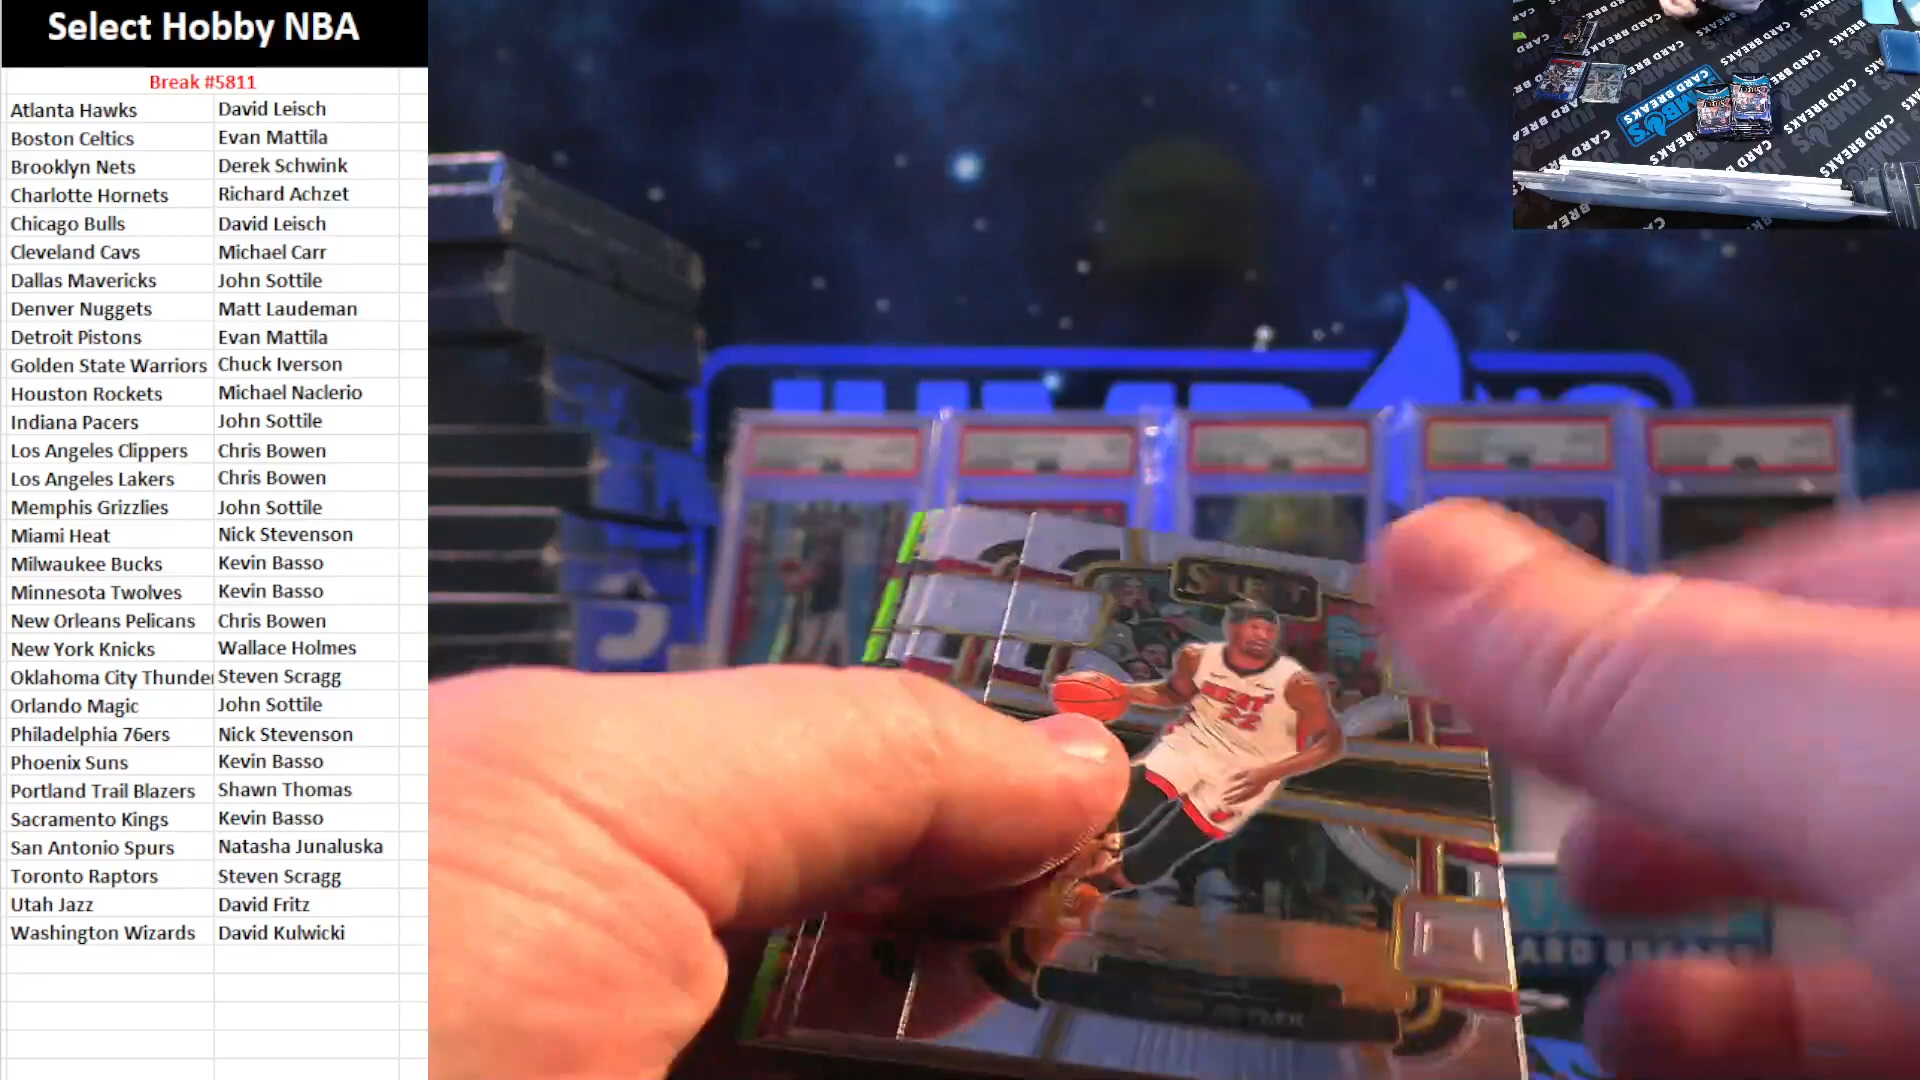 Select Hobby NBA
Break #5811
Atlanta Hawks David Leisch
Boston Celtics Evan Mattila
Brooklyn Nets Derek Schwink
Charlotte Hornets Richard Achzet
Chicago Bulls David Leisch
Cleveland Cavs Michael Carr
Dallas Mavericks John Sottile
Denver Nuggets Matt Laudeman
Detroit Pistons Evan Mattila
Golden State Warriors Chuck Iverson
Houston Rockets Michael Naclerio
Indiana Pacers John Sottile
Los Angeles Clippers Chris Bowen
Los Angeles Lakers Chris Bowen
Memphis Grizzlies John Sottile
Miami Heat Nick Stevenson
Milwaukee Bucks Kevin Basso
Minnesota Twolves Kevin Basso
New Orleans Pelicans Chris Bowen
New York Knicks Wallace Holmes
Oklahoma City Thunder Steven Scragg
Orlando Magic John Sottile
Philadelphia 76ers Nick Stevenson
Phoenix Suns Kevin Basso
Portland Trail Blazers Shawn Thomas
Sacramento Kings Kevin Basso
San Antonio Spurs Natasha Junaluska
Toronto Raptors Steven Scragg
Utah Jazz David Fritz
Washington Wizards David Kulwicki
SELECT
HEAT
22
CARD BREAKS
JUMBO'S
CARD BREAKS